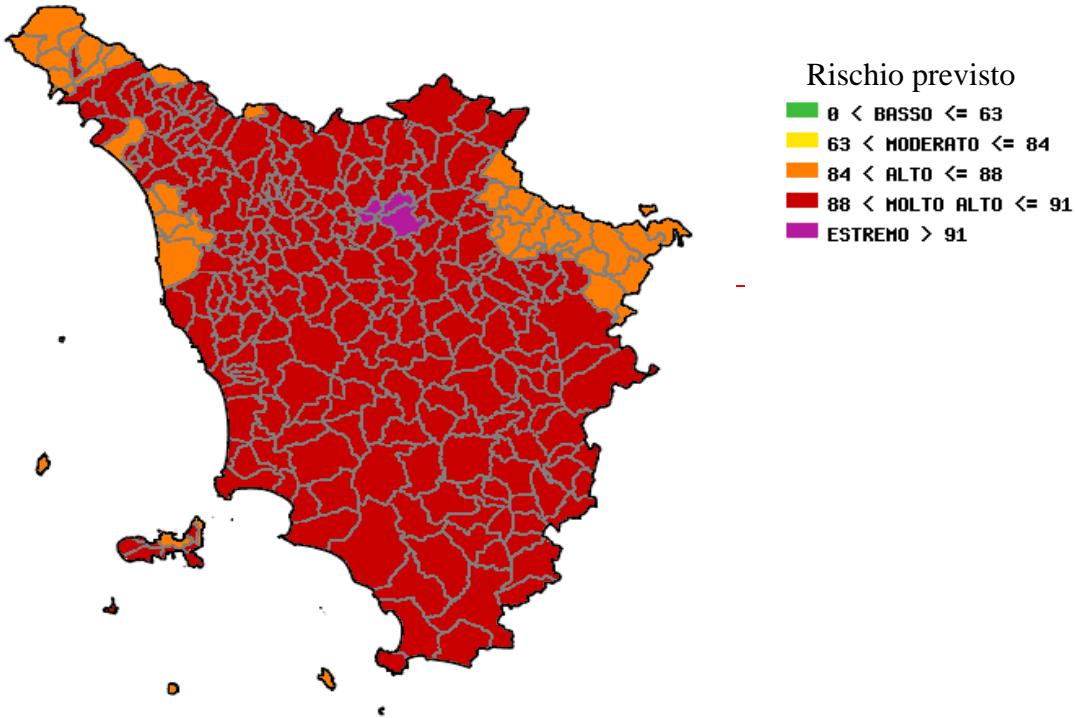 Rischio previsto
0 < BASSO <= 63
63 < MODERATO <= 84
84 < ALTO <= 88
88 < MOLTO ALTO <= 91
ESTREMO > 91